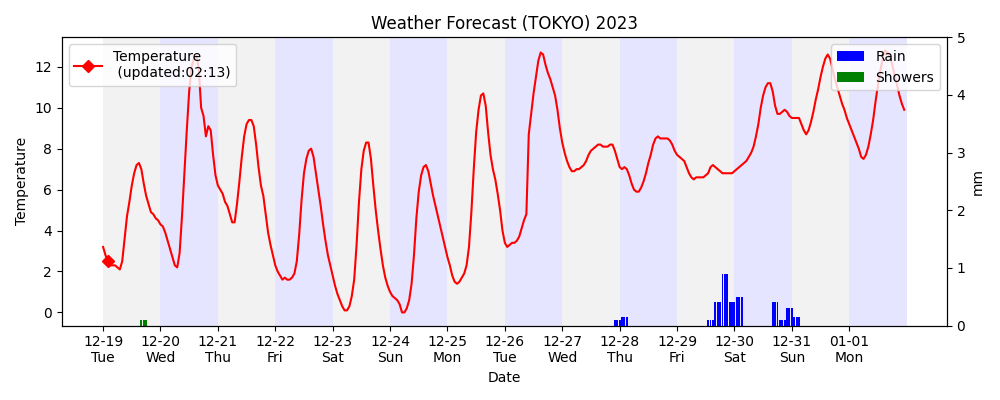 Weather Forecast (TOKYO) 2023
Temperature
(updated:02:13)
Rain
Showers
Temperature
12
10
8
6
4
2
0
5
4
3
2
1
0
mm
12-19 12-20 12-21 12-22 12-23 12-24 12-25 12-26 12-27 12-28 12-29 12-30 12-31 01-01
Tue Wed Thu Fri Sat Sun Mon Tue Wed Thu Fri Sat Sun Mon
Date